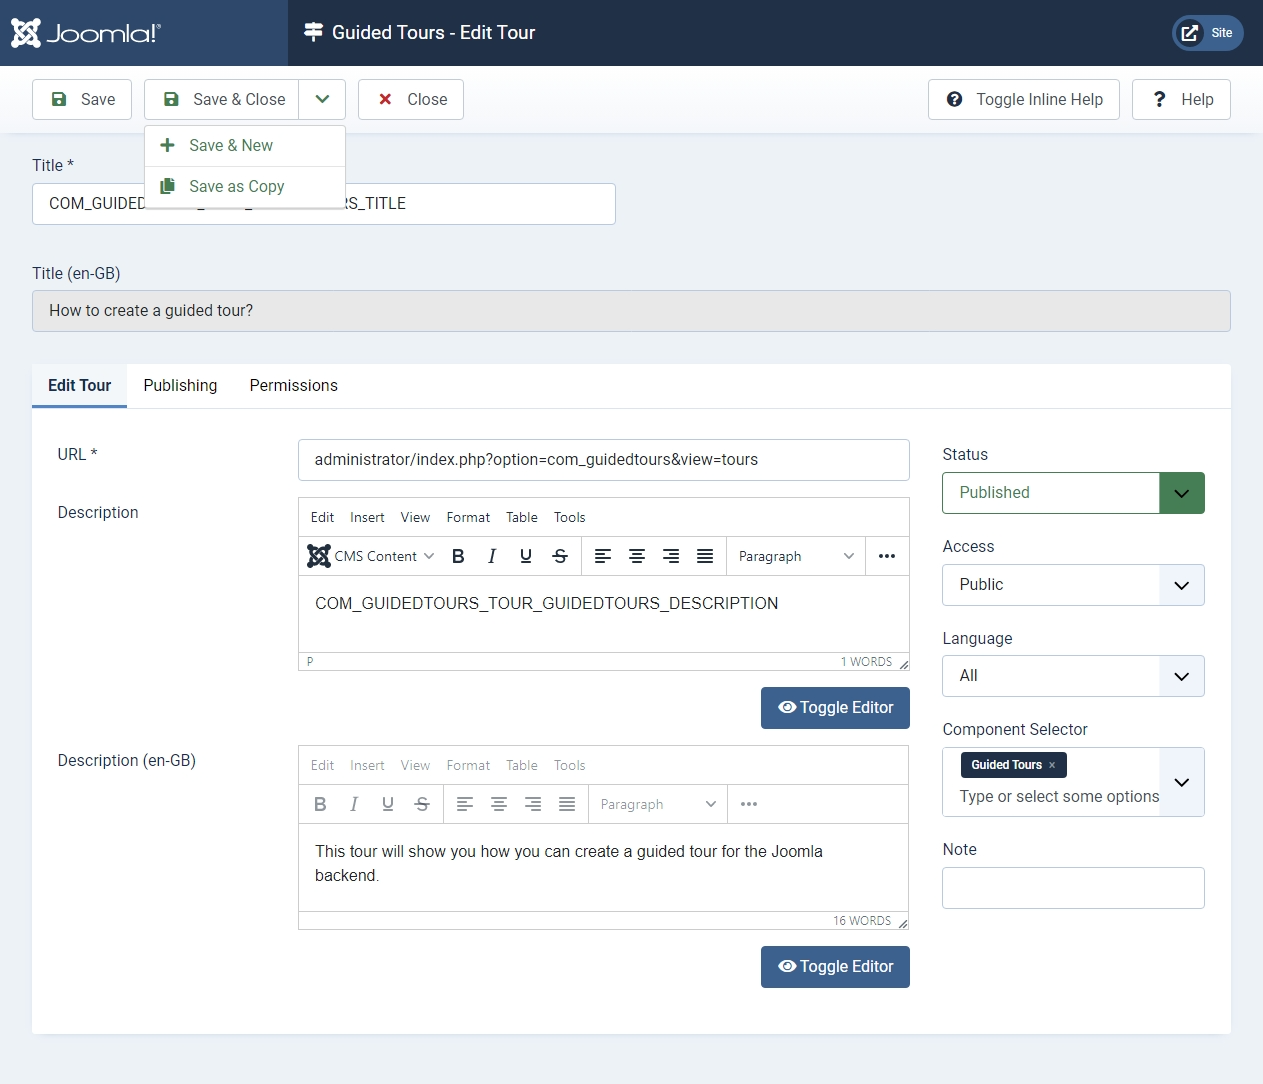 Joomla!®
Guided Tours - Edit Tour
Site
Save
Save & Close
Close
Toggle Inline Help
? Help
Save & New
Save as Copy
Title *
COM_GUIDED
RS_TITLE
Title (en-GB)
How to create a guided tour?
Edit Tour
Publishing
Permissions
URL *
administrator/index.php?option=com_guidedtours&view=tours
Description
Edit Insert View Format Table Tools
CMS Content B I U S Paragraph
COM_GUIDEDTOURS_TOUR_GUIDEDTOURS_DESCRIPTION
P 1 WORDS
Toggle Editor
Description (en-GB)
Edit Insert View Format Table Tools
B I U S Paragraph
This tour will show you how you can create a guided tour for the Joomla
backend.
16 WORDS
Toggle Editor
Status
Published
Access
Public
Language
All
Component Selector
Guided Tours ×
Type or select some options
Note